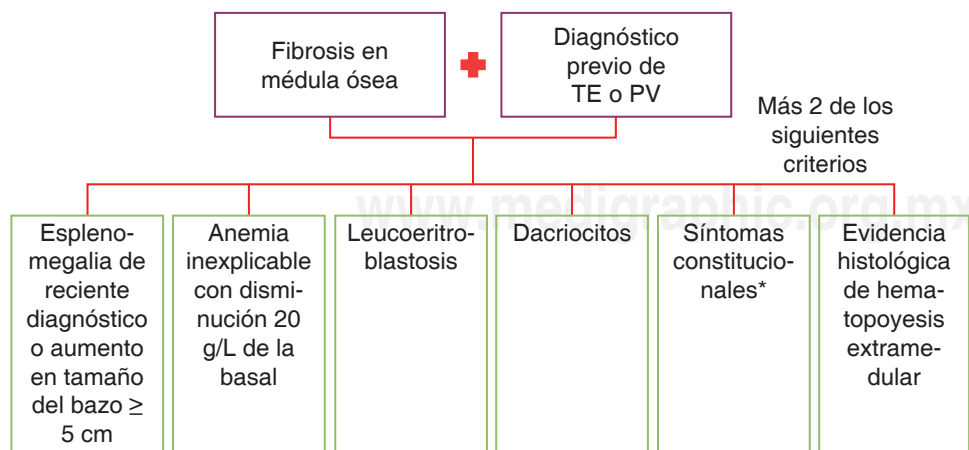 Fibrosis en
médula ósea
Diagnóstico
previo de
TE o PV
Más 2 de los
siguientes
criterios
www.medigraphic.org.mx
Espleno-
megalia de
reciente
diagnóstico
o aumento
en tamaño
del bazo ≥
5 cm
Anemia
inexplicable
con dismi-
nución 20
g/L de la
basal
Leucoeritro-
blastosis
Dacriocitos
Síntomas
constitucio-
nales*
Evidencia
histológica
de hema-
topoyesis
extrame-
dular